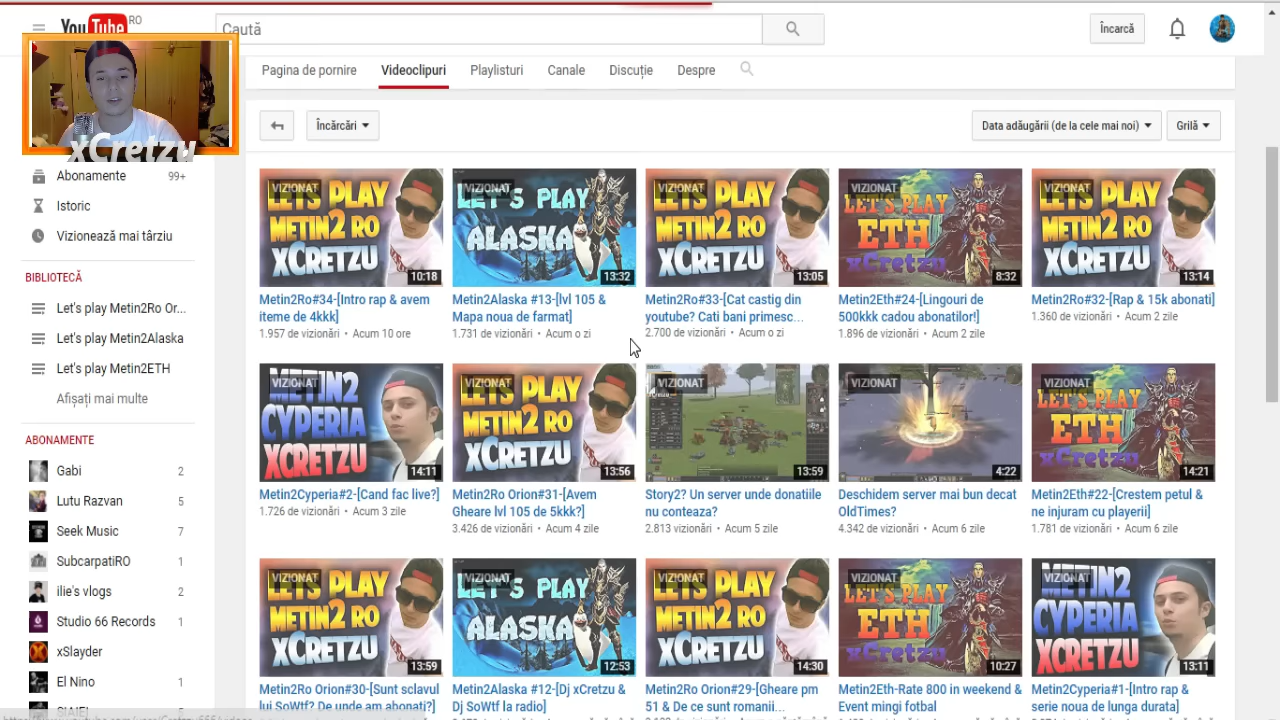 YouTube RO
Caută
Încarcă
xCretzu
Pagina de pornire
Videoclipuri
Playlisturi
Canale
Discuție
Despre
Încărcări
Data adăugării (de la cele mai noi)
Grilă
Abonamente 99+
Istoric
Vizionează mai târziu
BIBLIOTECĂ
Let's play Metin2Ro Or...
Let's play Metin2Alaska
Let's play Metin2ETH
Afișați mai multe
ABONAMENTE
Gabi 2
Lutu Razvan 5
Seek Music 7
SubcarpatiRO 1
ilie's vlogs 2
Studio 66 Records 1
xSlayder
El Nino 1
VIZIONAT
LETS PLAY
METIN2 RO
XCRETZU
10:18
Metin2Ro#34-[Intro rap & avem
iteme de 4kkk]
1.957 de vizionări • Acum 10 ore
VIZIONAT
LET'S PLAY
ALASKA
13:32
Metin2Alaska #13-[lvl 105 &
Mapa noua de farmat]
1.731 de vizionări • Acum o zi
VIZIONAT
LETS PLAY
METIN2 RO
XCRETZU
13:05
Metin2Ro#33-[Cat castig din
youtube? Cati bani primesc...
2.700 de vizionări • Acum o zi
VIZIONAT
LET'S PLAY
ETH
xCretzu
8:32
Metin2Eth#24-[Lingouri de
500kkk cadou abonatilor!]
1.896 de vizionări • Acum 2 zile
VIZIONAT
LETS PLAY
METIN2 RO
XCRETZU
13:14
Metin2Ro#32-[Rap & 15k abonati]
1.360 de vizionări • Acum 2 zile
VIZIONAT
METIN2
CYPERIA
XCRETZU
14:11
Metin2Cyperia#2-[Cand fac live?]
1.726 de vizionări • Acum 3 zile
VIZIONAT
LETS PLAY
METIN2 RO
XCRETZU
13:56
Metin2Ro Orion#31-[Avem
Gheare lvl 105 de 5kkk?]
3.426 de vizionări • Acum 4 zile
VIZIONAT
13:59
Story2? Un server unde donatiile
nu conteaza?
2.813 vizionări • Acum 5 zile
VIZIONAT
4:22
Deschidem server mai bun decat
OldTimes?
4.342 de vizionări • Acum 6 zile
VIZIONAT
LET'S PLAY
ETH
xCretzu
14:21
Metin2Eth#22-[Crestem petul &
ne injuram cu playerii]
1.781 de vizionări • Acum 6 zile
VIZIONAT
LETS PLAY
METIN2 RO
XCRETZU
13:59
Metin2Ro Orion#30-[Sunt sclavul
lui SoWtf? De unde am abonati?]
VIZIONAT
LET'S PLAY
ALASKA
12:53
Metin2Alaska #12-[Dj xCretzu &
Dj SoWtf la radio]
VIZIONAT
LETS PLAY
METIN2 RO
XCRETZU
14:30
Metin2Ro Orion#29-[Gheare pm
51 & De ce sunt romanii...
VIZIONAT
LET'S PLAY
ETH
xCretzu
10:27
Metin2Eth-Rate 800 in weekend &
Event mingi fotbal
VIZIONAT
METIN2
CYPERIA
XCRETZU
13:11
Metin2Cyperia#1-[Intro rap &
serie noua de lunga durata]